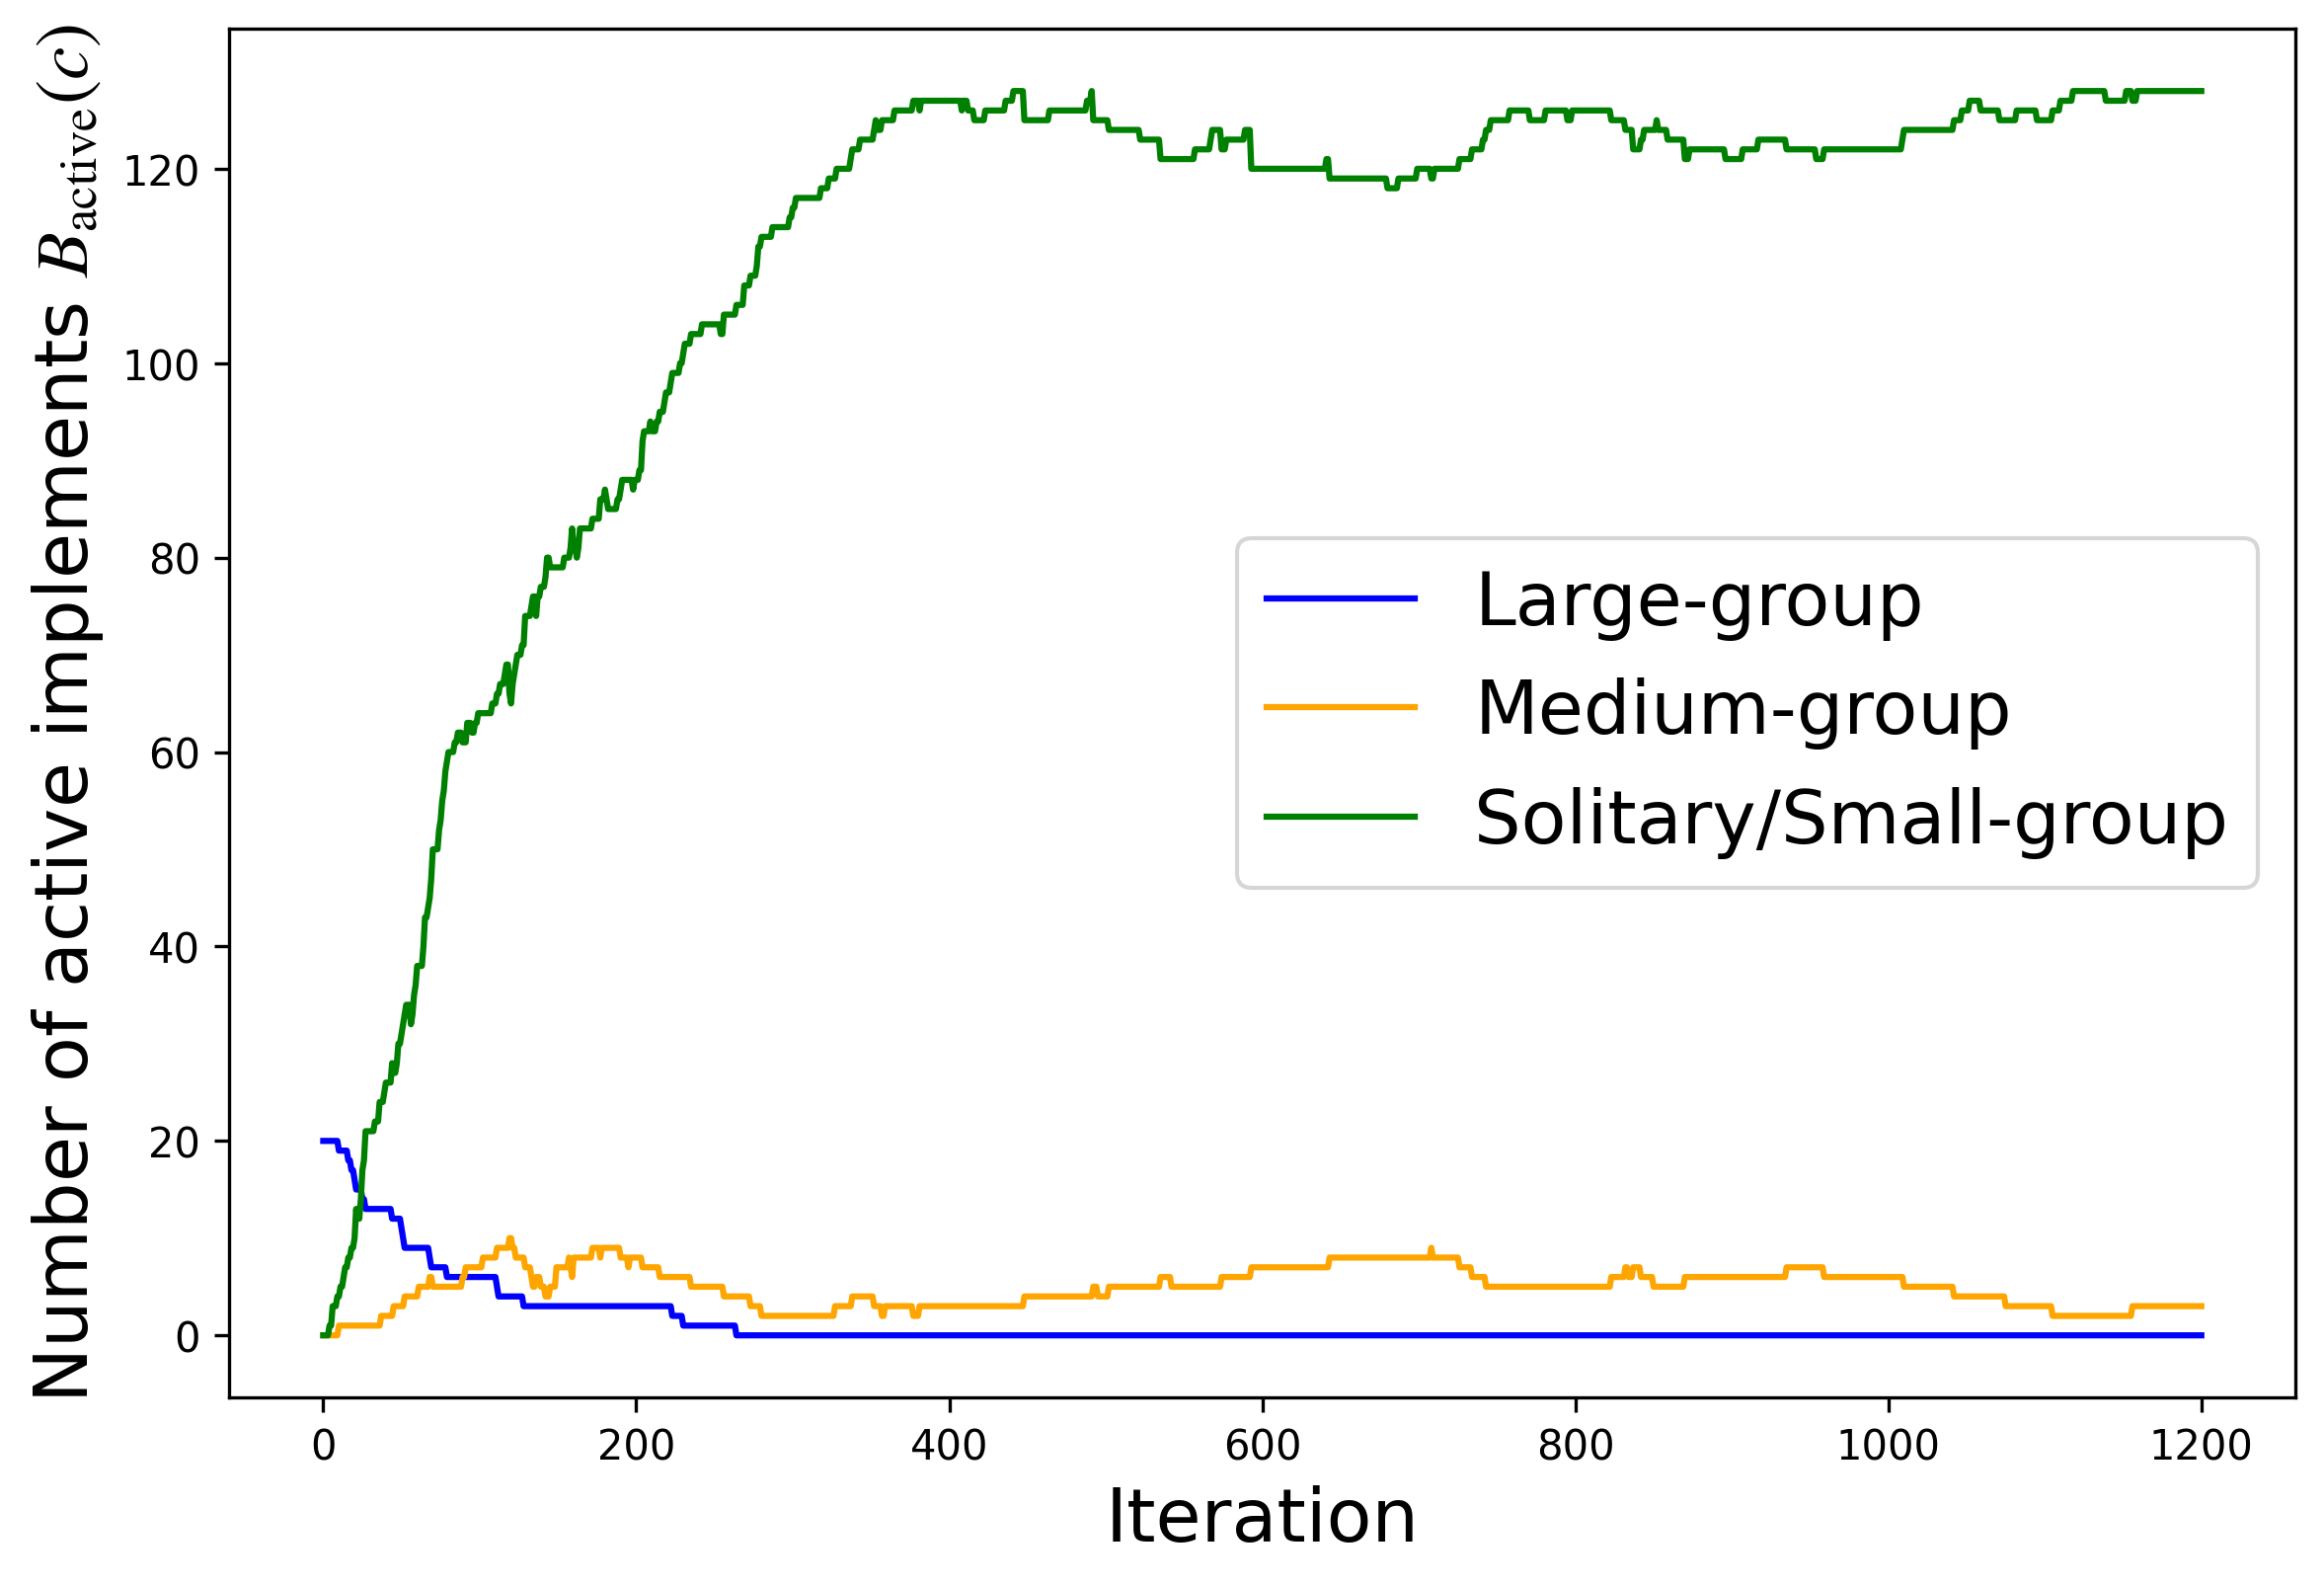 Number of active implements B_active(c)
120
100
80
60
40
20
0
Large-group
Medium-group
Solitary/Small-group
0 200 400 600 800 1000 1200
Iteration